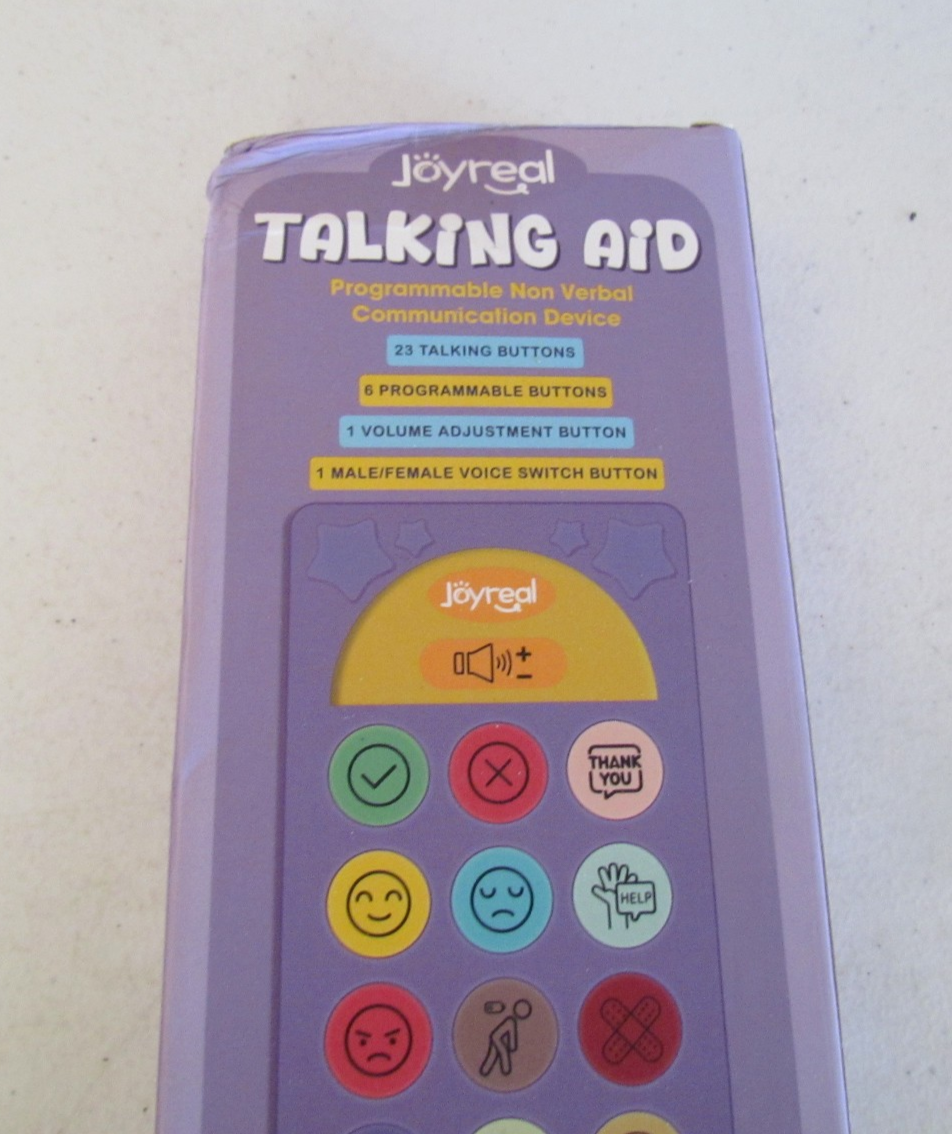 Joyreal
TALKING AID
Programmable Non Verbal
Communication Device
23 TALKING BUTTONS
6 PROGRAMMABLE BUTTONS
1 VOLUME ADJUSTMENT BUTTON
1 MALE/FEMALE VOICE SWITCH BUTTON
Joyreal
THANK
YOU
HELP